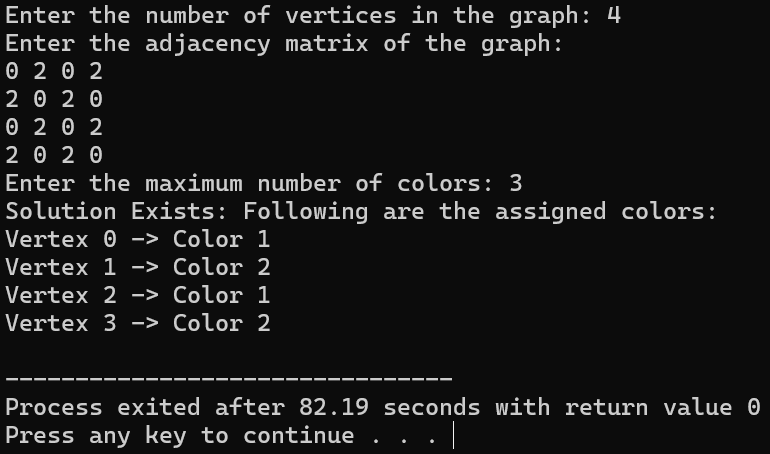 Enter the number of vertices in the graph: 4
Enter the adjacency matrix of the graph:
0 2 0 2
2 0 2 0
0 2 0 2
2 0 2 0
Enter the maximum number of colors: 3
Solution Exists: Following are the assigned colors:
Vertex 0 -> Color 1
Vertex 1 -> Color 2
Vertex 2 -> Color 1
Vertex 3 -> Color 2

--------------------------------
Process exited after 82.19 seconds with return value 0
Press any key to continue . . .